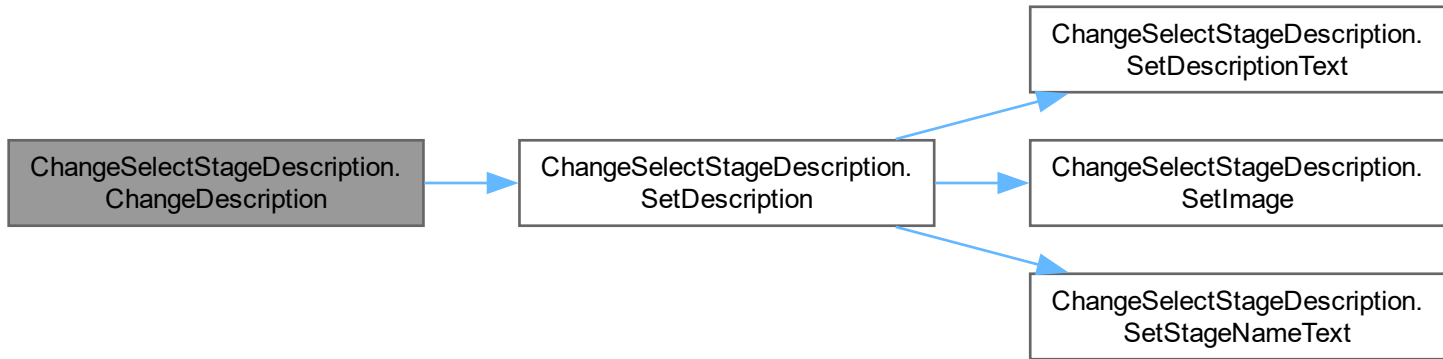 ChangeSelectStageDescription.
ChangeDescription
ChangeSelectStageDescription.
SetDescription
ChangeSelectStageDescription.
SetDescriptionText
ChangeSelectStageDescription.
SetImage
ChangeSelectStageDescription.
SetStageNameText